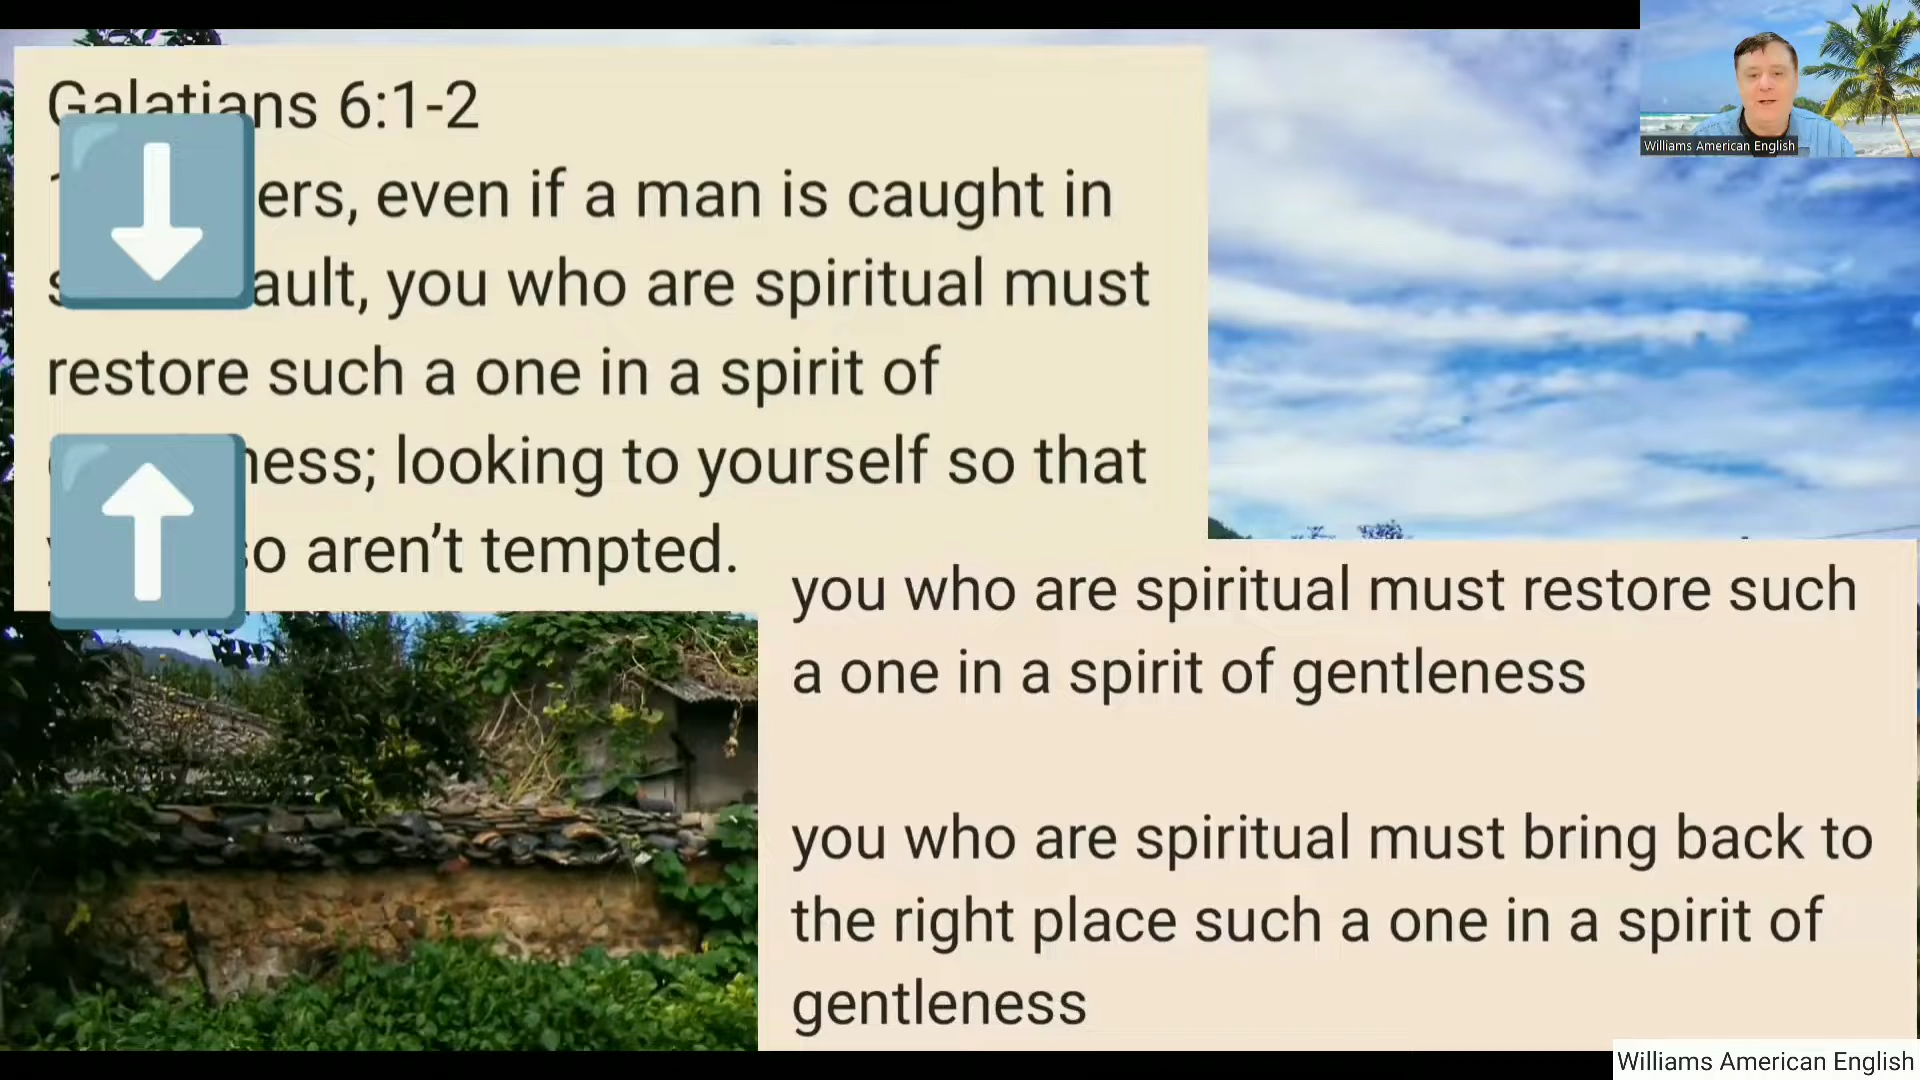 Galatians 6:1-2
ers, even if a man is caught in
ault, you who are spiritual must
restore such a one in a spirit of
ness; looking to yourself so that
so aren’t tempted.
you who are spiritual must restore such
a one in a spirit of gentleness
you who are spiritual must bring back to
the right place such a one in a spirit of
gentleness
Williams American English
Williams American English